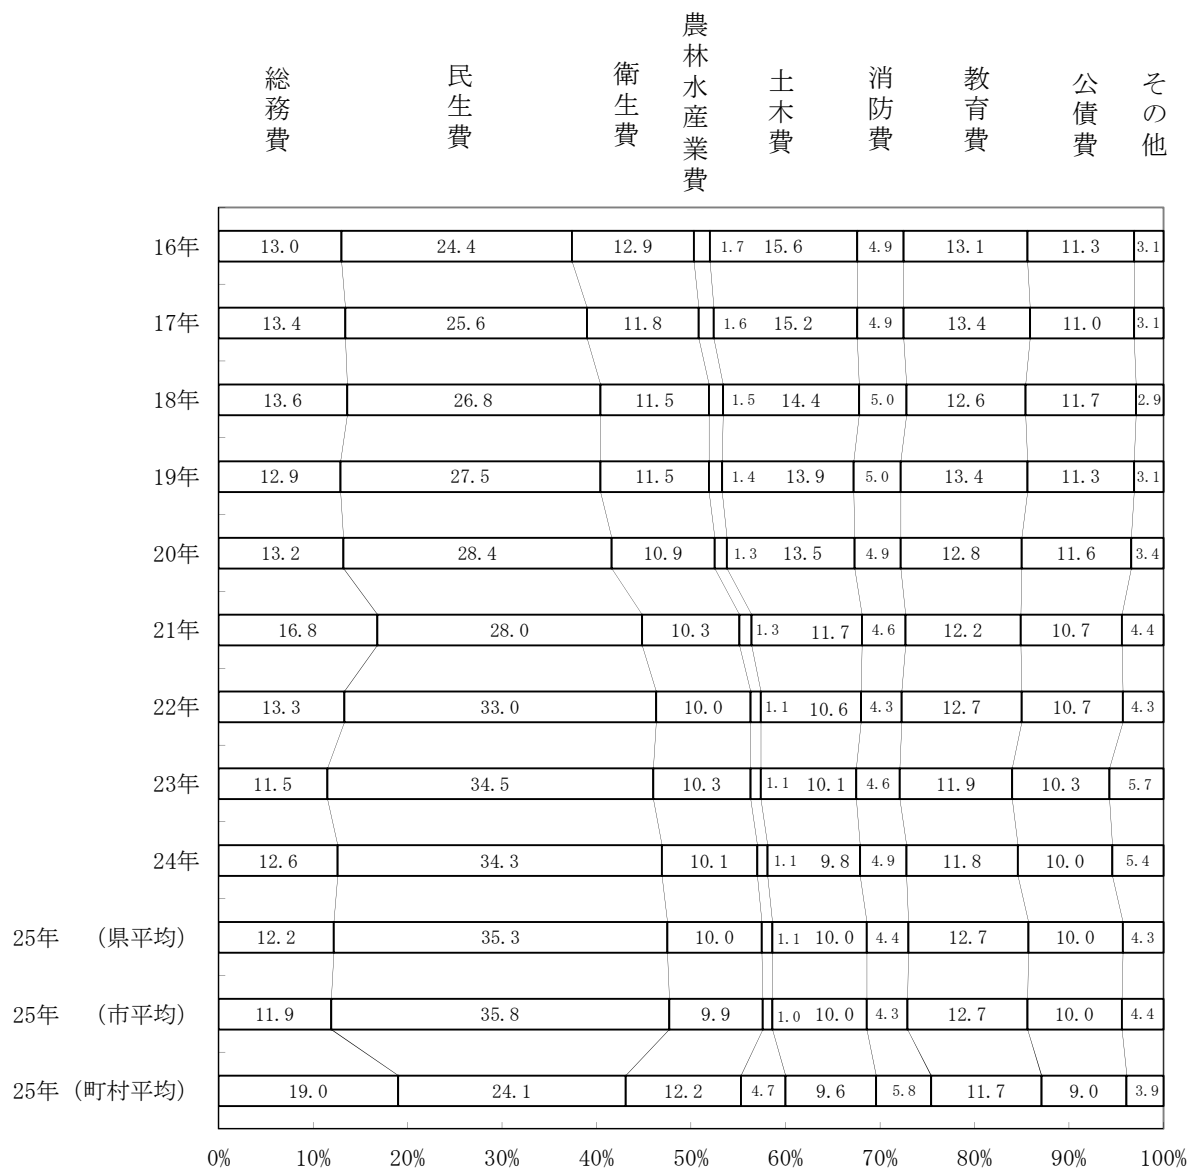 総務費 民生費 衛生費 農林水産業費 土木費 消防費 教育費 公債費 その他
16年 13.0 24.4 12.9 1.7 15.6 4.9 13.1 11.3 3.1
17年 13.4 25.6 11.8 1.6 15.2 4.9 13.4 11.0 3.1
18年 13.6 26.8 11.5 1.5 14.4 5.0 12.6 11.7 2.9
19年 12.9 27.5 11.5 1.4 13.9 5.0 13.4 11.3 3.1
20年 13.2 28.4 10.9 1.3 13.5 4.9 12.8 11.6 3.4
21年 16.8 28.0 10.3 1.3 11.7 4.6 12.2 10.7 4.4
22年 13.3 33.0 10.0 1.1 10.6 4.3 12.7 10.7 4.3
23年 11.5 34.5 10.3 1.1 10.1 4.6 11.9 10.3 5.7
24年 12.6 34.3 10.1 1.1 9.8 4.9 11.8 10.0 5.4
25年 （県平均） 12.2 35.3 10.0 1.1 10.0 4.4 12.7 10.0 4.3
25年 （市平均） 11.9 35.8 9.9 1.0 10.0 4.3 12.7 10.0 4.4
25年（町村平均） 19.0 24.1 12.2 4.7 9.6 5.8 11.7 9.0 3.9
0% 10% 20% 30% 40% 50% 60% 70% 80% 90% 100%